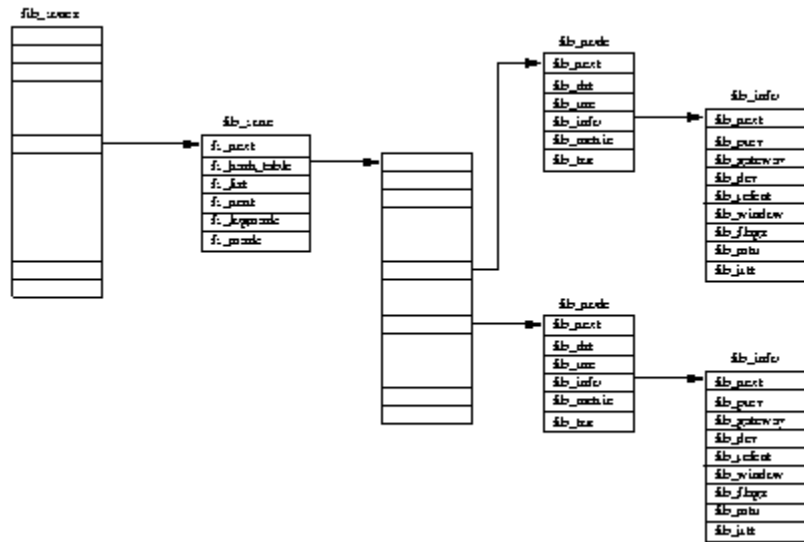 fib_zones
fib_zone
fz_next
fz_hash_table
fz_list
fz_nent
fz_logmask
fz_mask
fib_node
fib_next
fib_dst
fib_use
fib_info
fib_metric
fib_tos
fib_info
fib_next
fib_prev
fib_gateway
fib_dev
fib_refcnt
fib_window
fib_flags
fib_mtu
fib_irtt
fib_node
fib_next
fib_dst
fib_use
fib_info
fib_metric
fib_tos
fib_info
fib_next
fib_prev
fib_gateway
fib_dev
fib_refcnt
fib_window
fib_flags
fib_mtu
fib_irtt